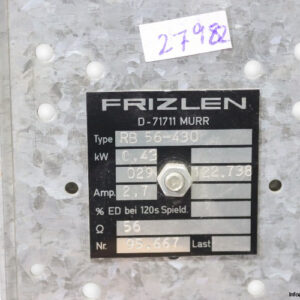 27982
FRIZLEN
D-71711 MURR
Type RB 56-430
kW 0.43
029 122.738
Amp. 2,7
% ED bei 120s Spield.
Ω 56
Nr. 95.667 Last